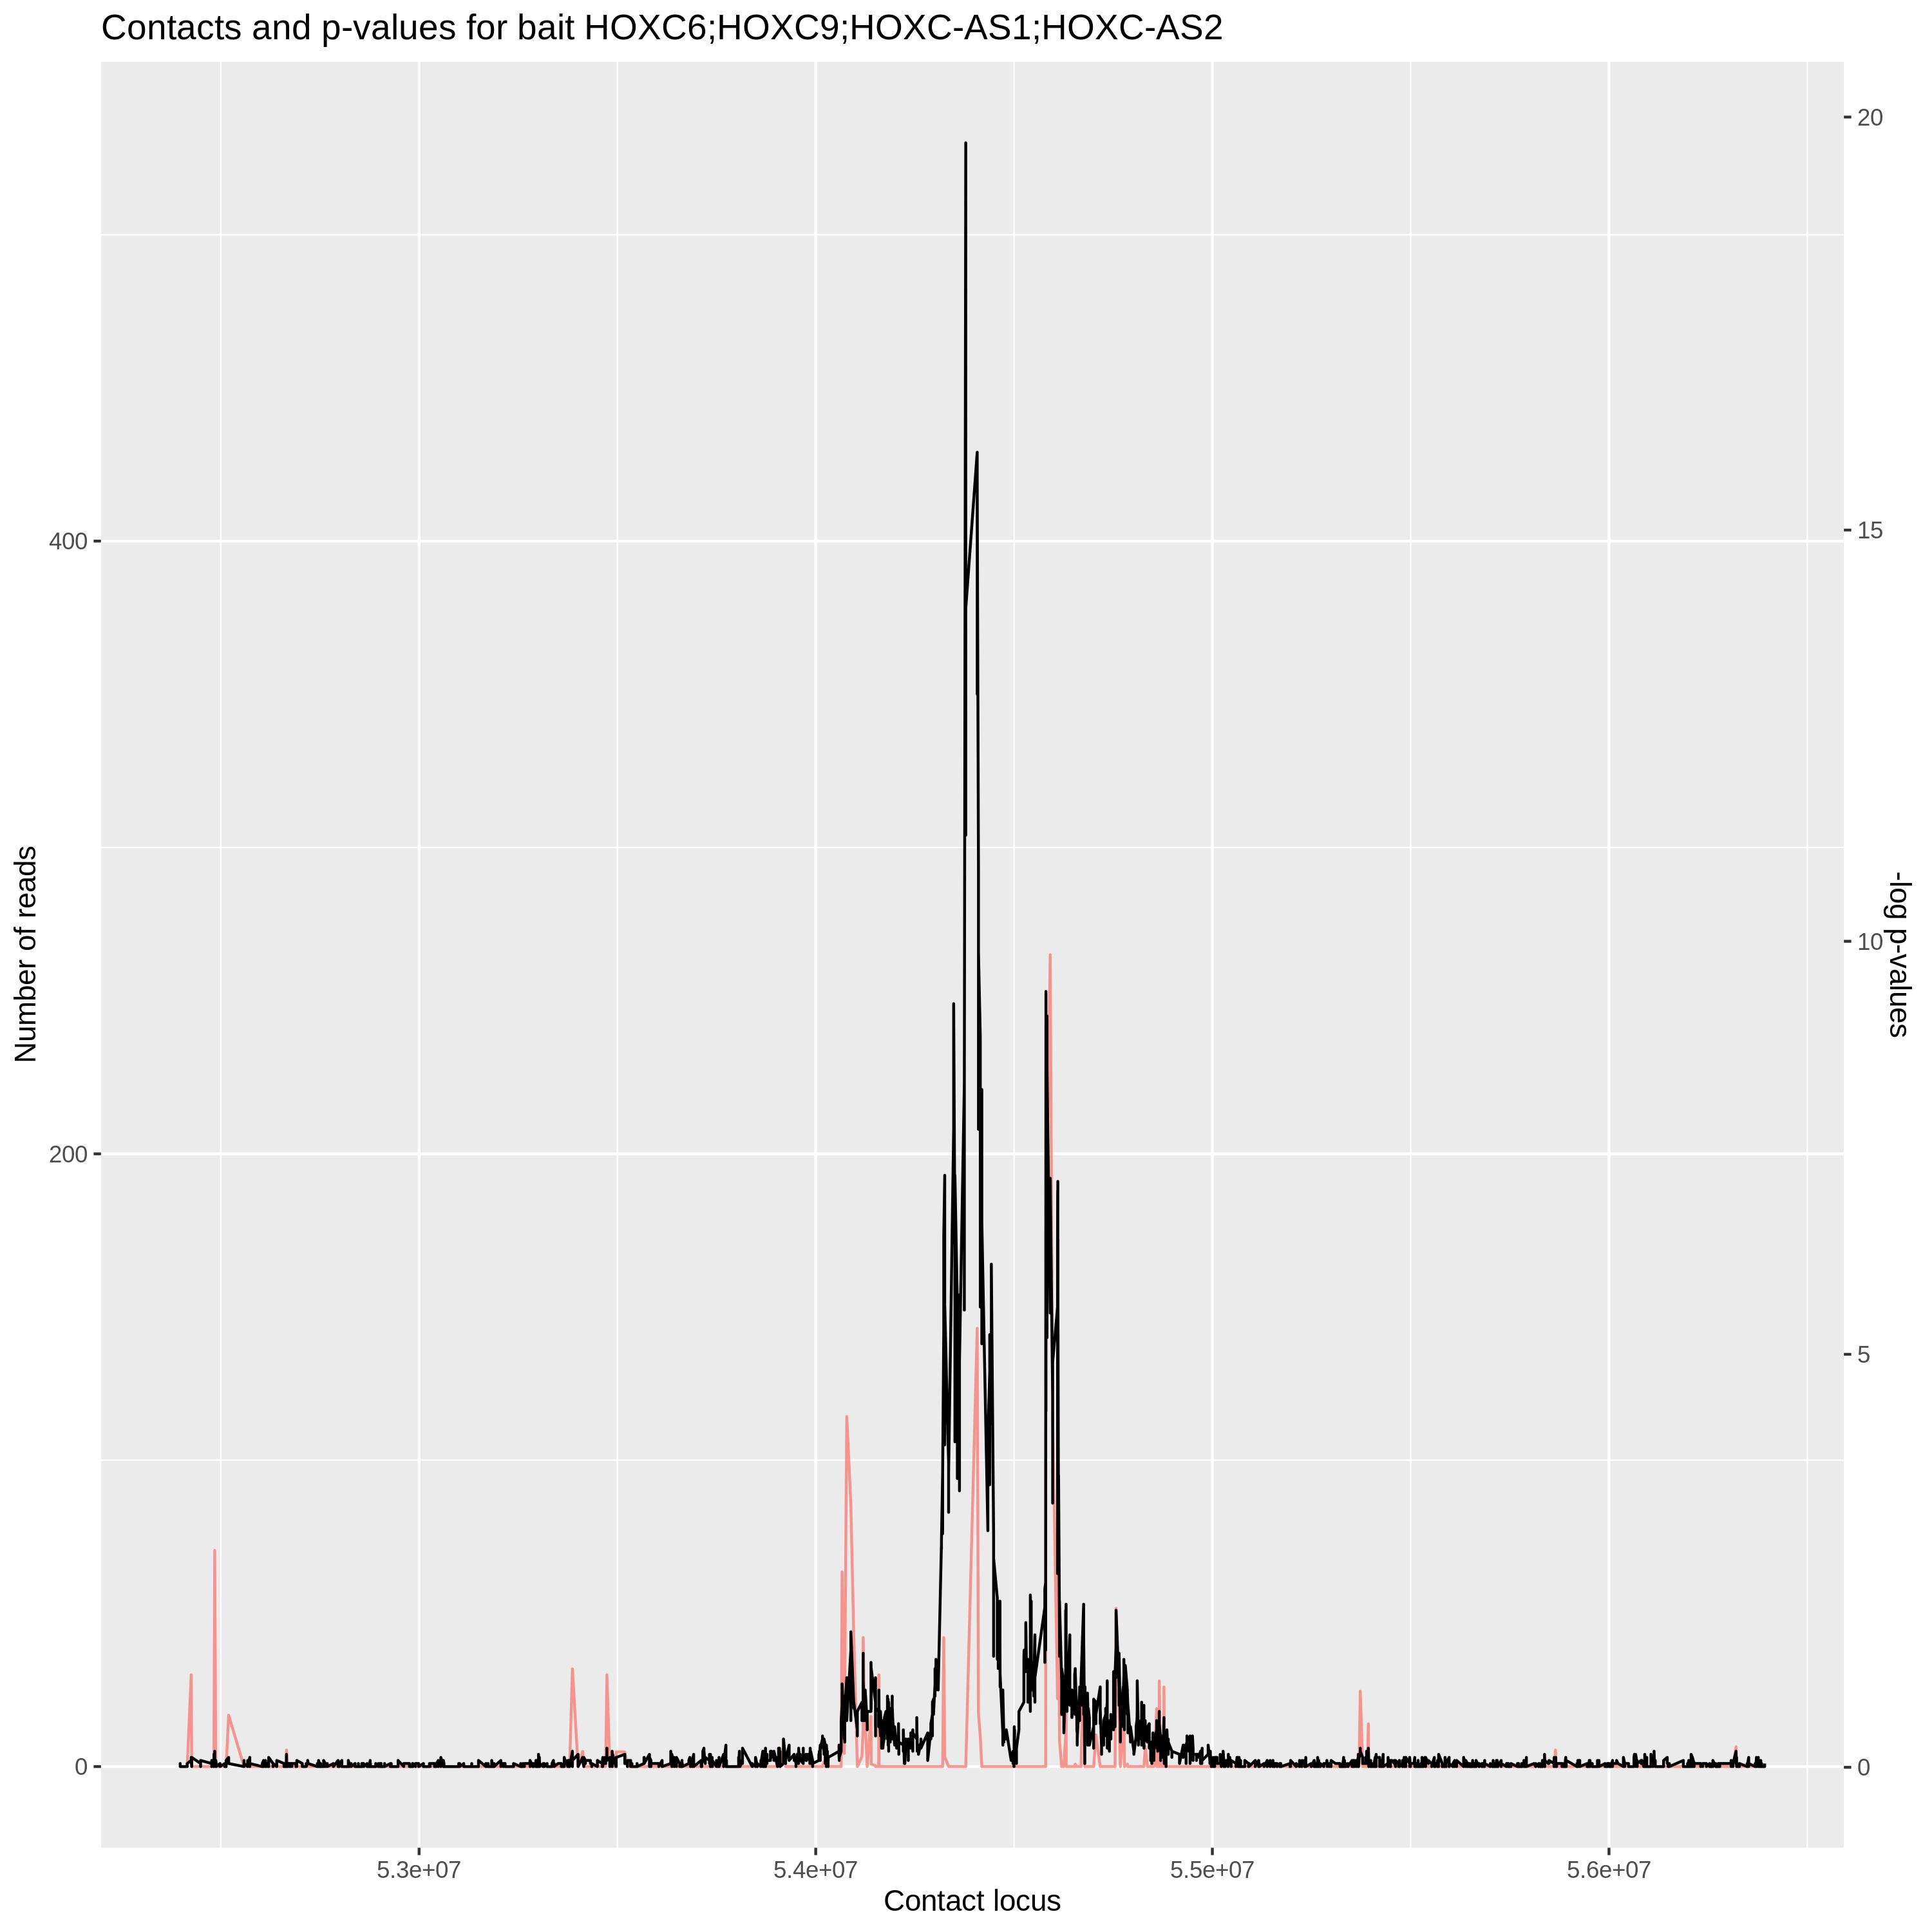 Contacts and p-values for bait HOXC6;HOXC9;HOXC-AS1;HOXC-AS2
Number of reads
400
200
0
20
15
10
5
0
-log p-values
5.3e+07
5.4e+07
5.5e+07
5.6e+07
Contact locus